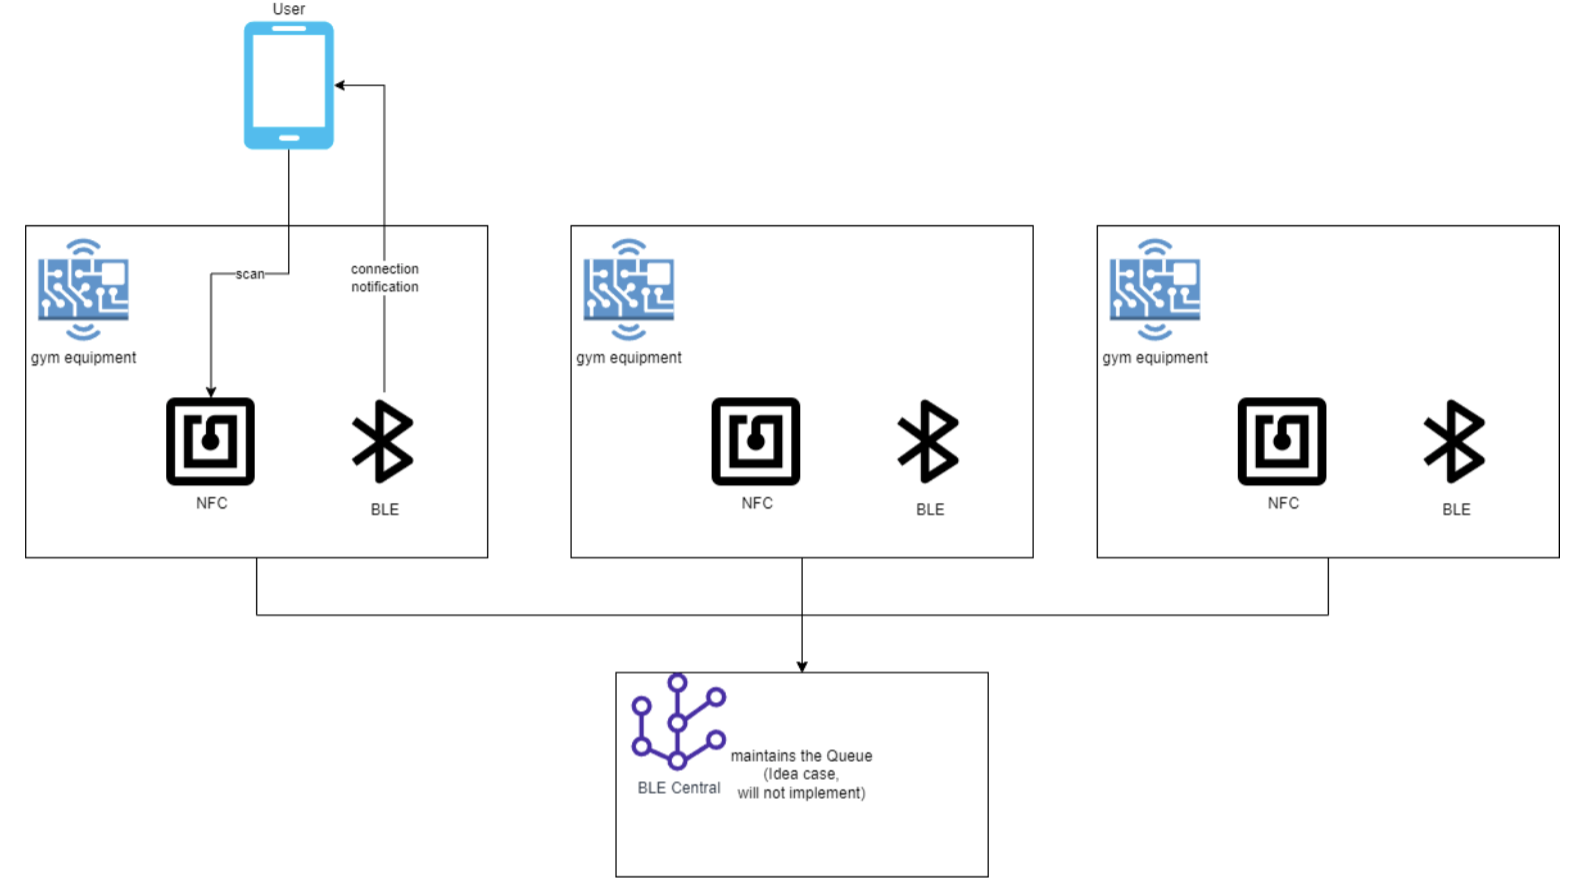 User
scan
connection
notification
gym equipment
NFC
BLE
gym equipment
NFC
BLE
gym equipment
NFC
BLE
BLE Central
maintains the Queue
(Idea case,
will not implement)